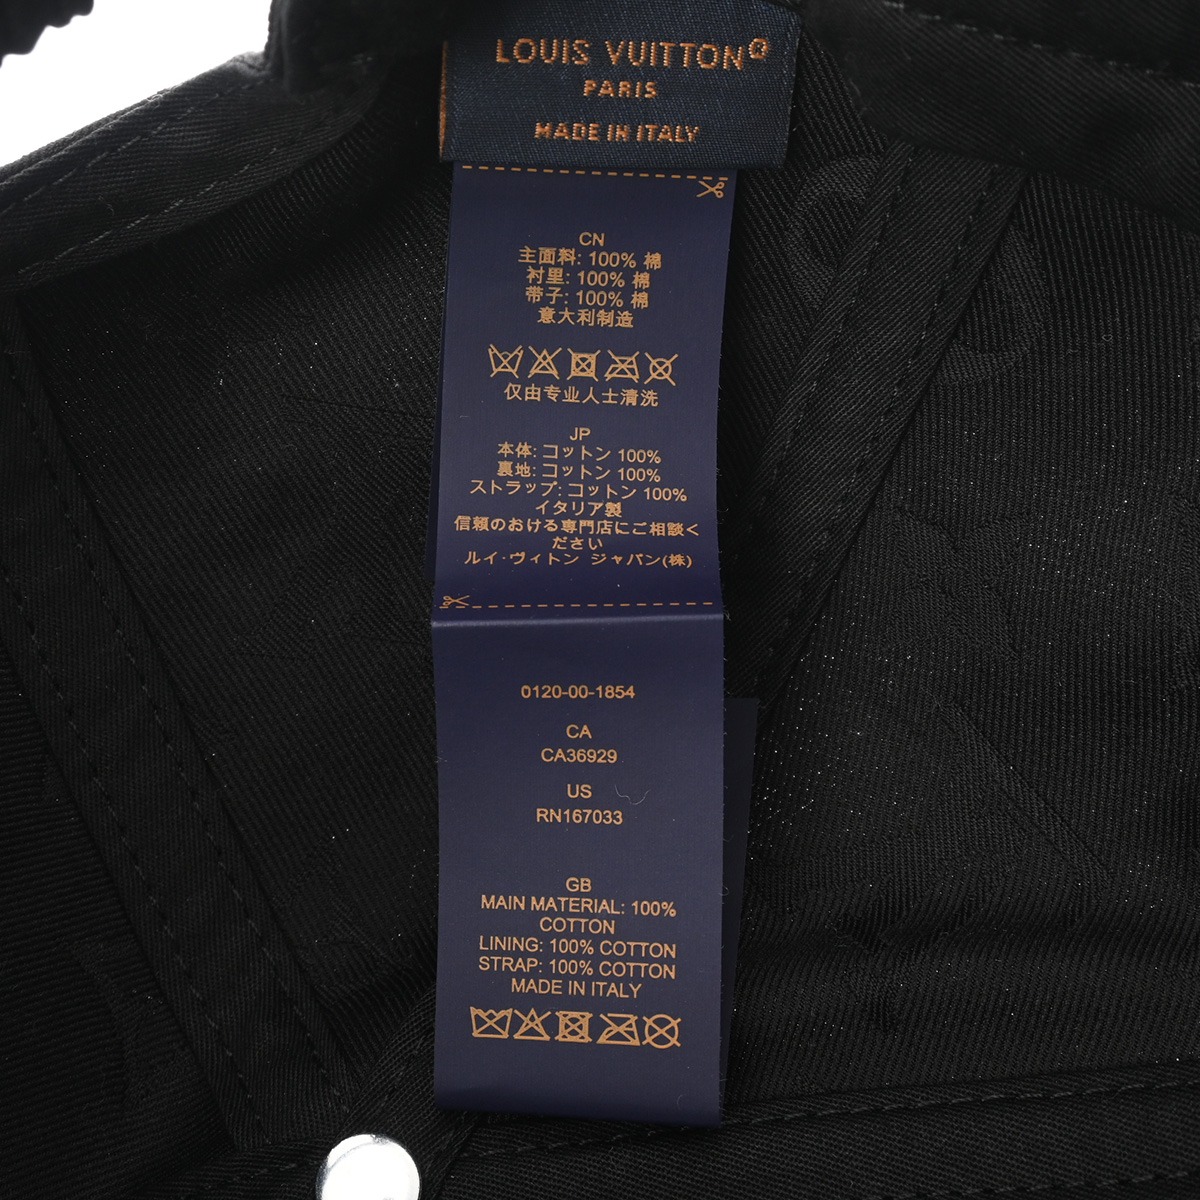 LOUIS VUITTON®
PARIS
MADE IN ITALY
CN
主面料: 100% 棉
衬里: 100% 棉
带子: 100% 棉
意大利制造
仅由专业人士清洗
JP
本体: コットン 100%
裏地: コットン 100%
ストラップ: コットン 100%
イタリア製
信頼のおける専門店にご相談く
ださい
ルイ·ヴィトン ジャパン(株)
0120-00-1854
CA
CA36929
US
RN167033
GB
MAIN MATERIAL: 100%
COTTON
LINING: 100% COTTON
STRAP: 100% COTTON
MADE IN ITALY